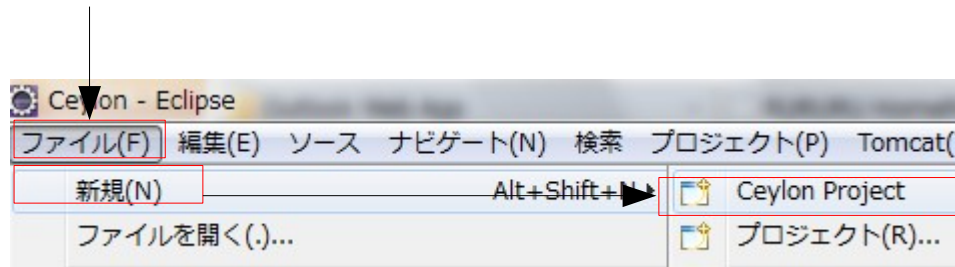 Ceylon - Eclipse
ファイル(F) 編集(E) ソース ナビゲート(N) 検索 プロジェクト(P) Tomcat(
新規(N) Alt+Shift+N Ceylon Project
ファイルを開く(.)... プロジェクト(R)...